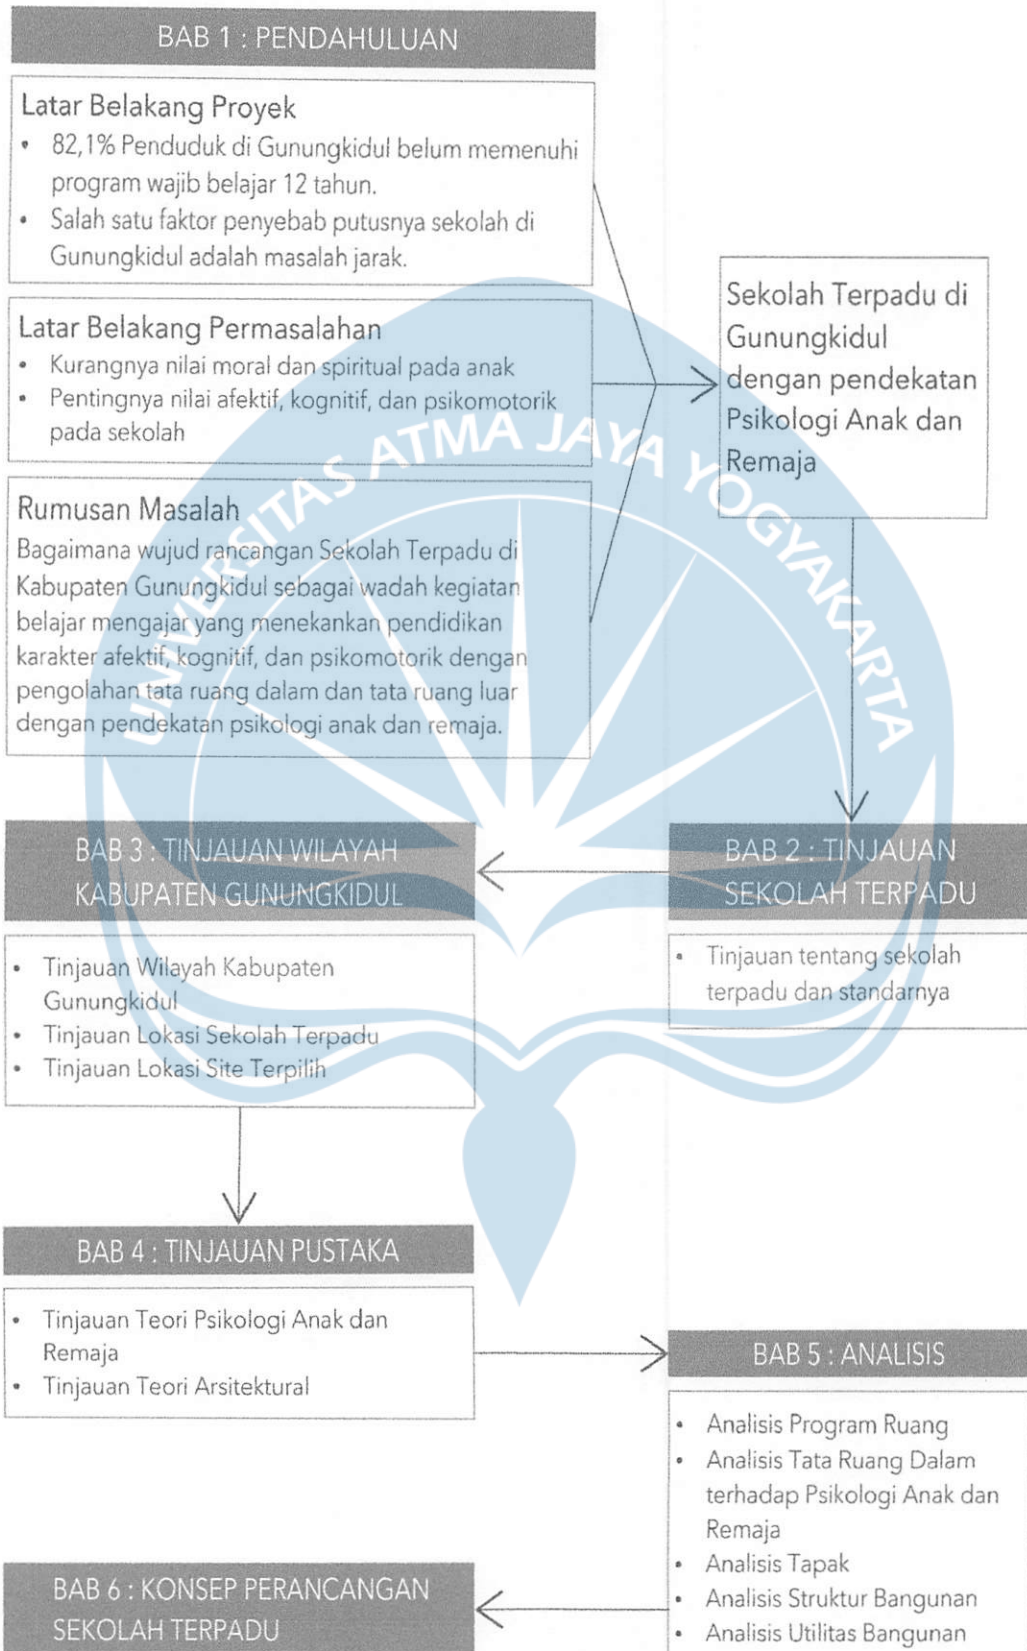 BAB 1 : PENDAHULUAN
Latar Belakang Proyek
• 82,1% Penduduk di Gunungkidul belum memenuhi
program wajib belajar 12 tahun.
• Salah satu faktor penyebab putusnya sekolah di
Gunungkidul adalah masalah jarak.
Latar Belakang Permasalahan
• Kurangnya nilai moral dan spiritual pada anak
• Pentingnya nilai afektif, kognitif, dan psikomotorik
pada sekolah
Rumusan Masalah
Bagaimana wujud rancangan Sekolah Terpadu di
Kabupaten Gunungkidul sebagai wadah kegiatan
belajar mengajar yang menekankan pendidikan
karakter afektif, kognitif, dan psikomotorik dengan
pengolahan tata ruang dalam dan tata ruang luar
dengan pendekatan psikologi anak dan remaja.
Sekolah Terpadu di
Gunungkidul
dengan pendekatan
Psikologi Anak dan
Remaja
UNIVERSITAS ATMA JAYA YOGYAKARTA
BAB 2 : TINJAUAN
SEKOLAH TERPADU
• Tinjauan tentang sekolah
terpadu dan standarnya
BAB 3 : TINJAUAN WILAYAH
KABUPATEN GUNUNGKIDUL
• Tinjauan Wilayah Kabupaten
Gunungkidul
• Tinjauan Lokasi Sekolah Terpadu
• Tinjauan Lokasi Site Terpilih
BAB 4 : TINJAUAN PUSTAKA
• Tinjauan Teori Psikologi Anak dan
Remaja
• Tinjauan Teori Arsitektural
BAB 5 : ANALISIS
• Analisis Program Ruang
• Analisis Tata Ruang Dalam
terhadap Psikologi Anak dan
Remaja
• Analisis Tapak
• Analisis Struktur Bangunan
• Analisis Utilitas Bangunan
BAB 6 : KONSEP PERANCANGAN
SEKOLAH TERPADU